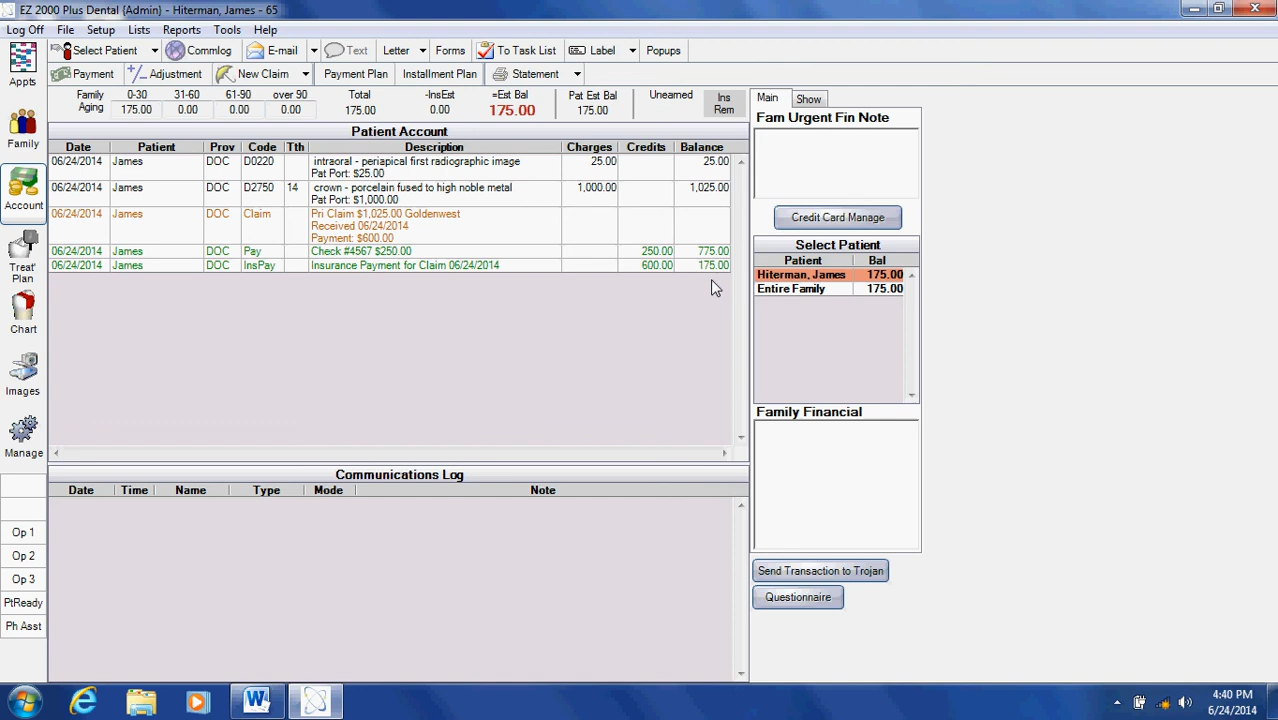 EZ 2000 Plus Dental {Admin} - Hiterman, James - 65
Log Off File Setup Lists Reports Tools Help
Select Patient Commlog E-mail Text Letter Forms To Task List Label Popups
Payment Adjustment New Claim Payment Plan Installment Plan Statement
Family Aging 0-30 31-60 61-90 over 90 Total -InsEst =Est Bal Pat Est Bal Unearned Ins Rem
175.00 0.00 0.00 0.00 175.00 0.00 175.00 175.00
Patient Account
Date Patient Prov Code Tth Description Charges Credits Balance
06/24/2014 James DOC D0220 intraoral - periapical first radiographic image 25.00 25.00
Pat Port: $25.00
06/24/2014 James DOC D2750 14 crown - porcelain fused to high noble metal 1,000.00 1,025.00
Pat Port: $1,000.00
06/24/2014 James DOC Claim Pri Claim $1,025.00 Goldenwest
Received 06/24/2014
Payment: $600.00
06/24/2014 James DOC Pay Check #4567 $250.00 250.00 775.00
06/24/2014 James DOC InsPay Insurance Payment for Claim 06/24/2014 600.00 175.00
Communications Log
Date Time Name Type Mode Note
Main Show
Fam Urgent Fin Note
Credit Card Manage
Select Patient
Patient Bal
Hiterman, James 175.00
Entire Family 175.00
Family Financial
Send Transaction to Trojan
Questionnaire
Appts
Family
Account
Treat' Plan
Chart
Images
Manage
Op 1
Op 2
Op 3
PtReady
Ph Asst
4:40 PM
6/24/2014